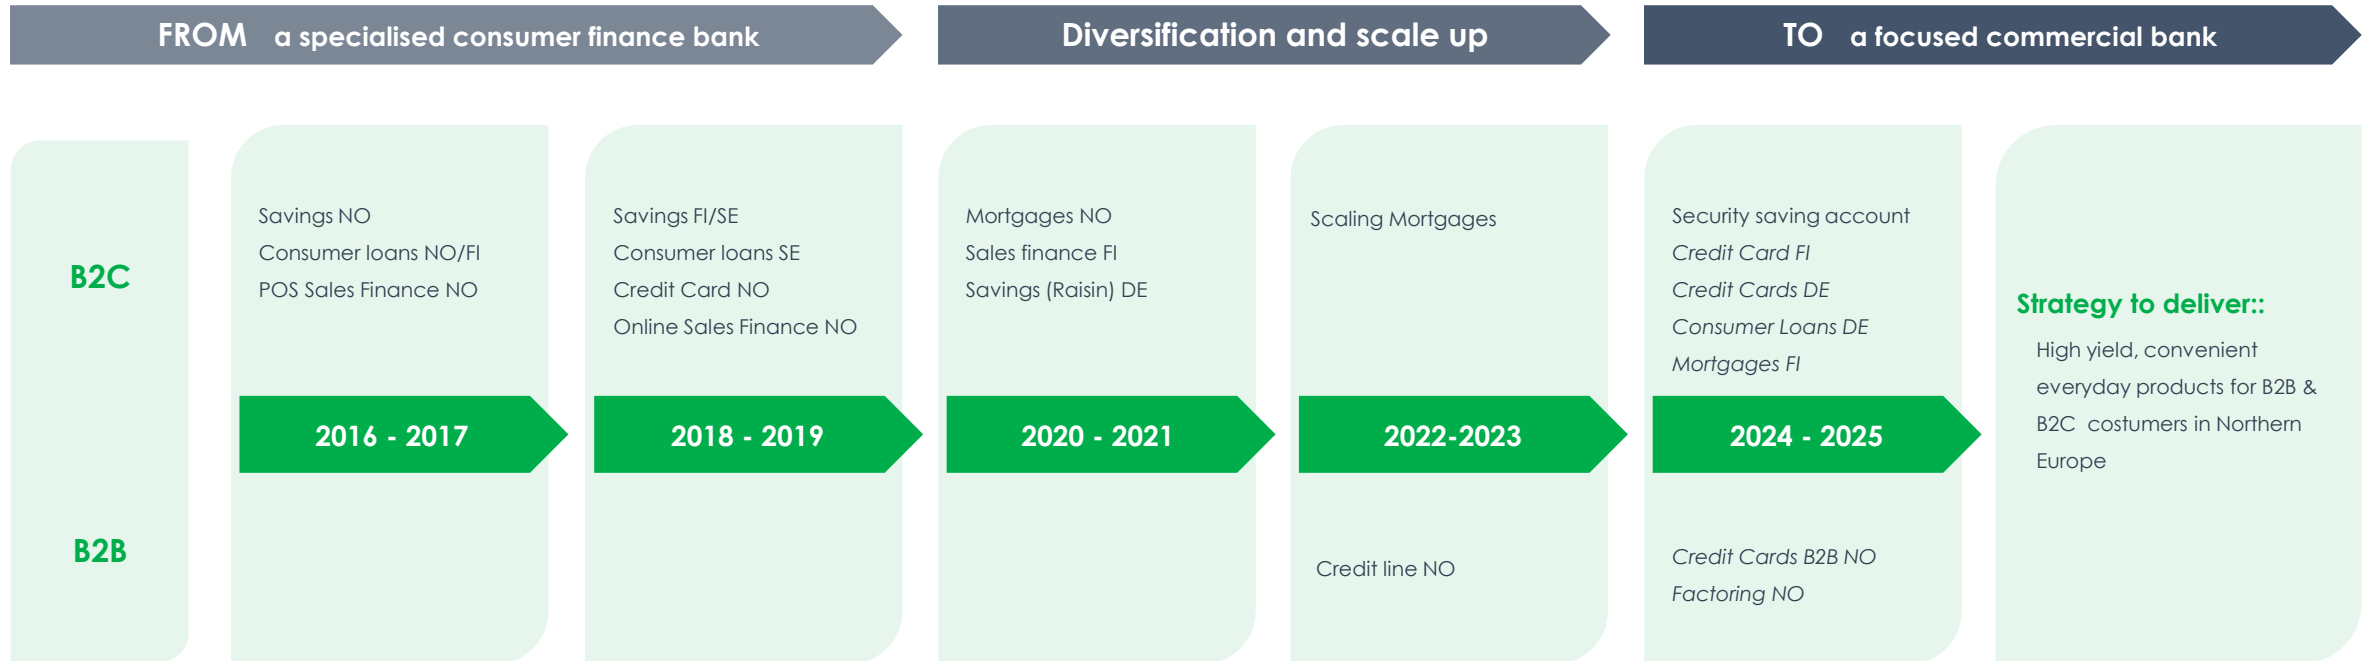 FROM a specialised consumer finance bank
Diversification and scale up
TO a focused commercial bank
B2C
Savings NO
Consumer loans NO/FI
POS Sales Finance NO
Savings FI/SE
Consumer loans SE
Credit Card NO
Online Sales Finance NO
Mortgages NO
Sales finance FI
Savings (Raisin) DE
Scaling Mortgages
Security saving account
Credit Card FI
Credit Cards DE
Consumer Loans DE
Mortgages FI
2016 - 2017
2018 - 2019
2020 - 2021
2022-2023
2024 - 2025
B2B
Credit line NO
Credit Cards B2B NO
Factoring NO
Strategy to deliver::
High yield, convenient
everyday products for B2B &
B2C costumers in Northern
Europe